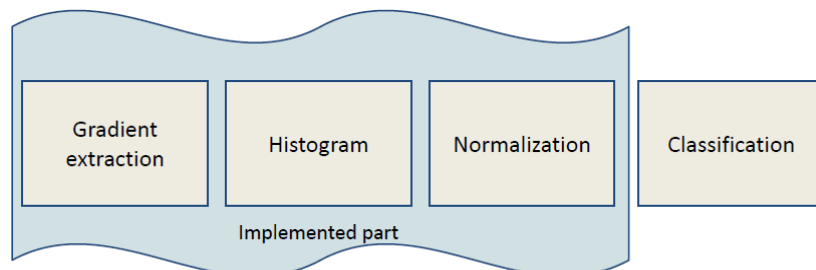 Gradient
extraction
Histogram
Normalization
Classification
Implemented part